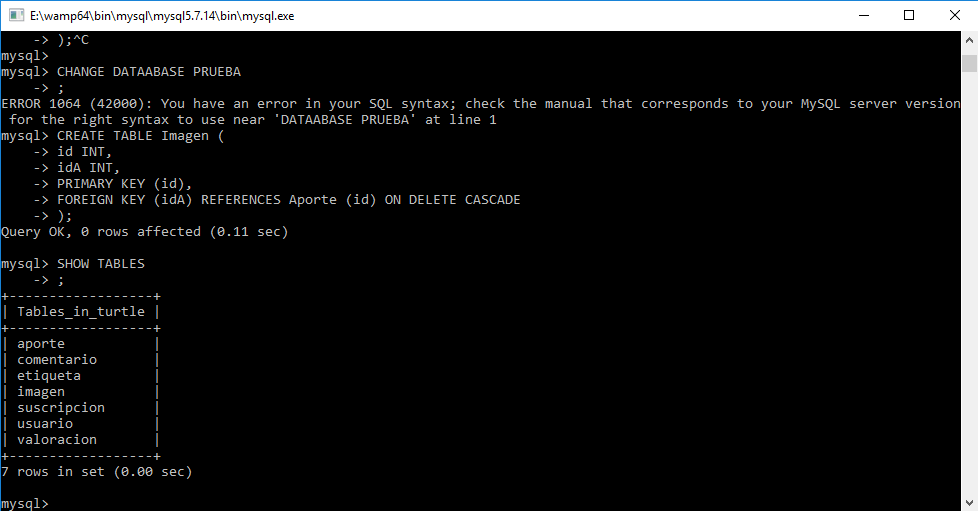 E:\wamp64\bin\mysql\mysql5.7.14\bin\mysql.exe
    -> );^C
mysql>
mysql> CHANGE DATAABASE PRUEBA
    -> ;
ERROR 1064 (42000): You have an error in your SQL syntax; check the manual that corresponds to your MySQL server version
 for the right syntax to use near 'DATAABASE PRUEBA' at line 1
mysql> CREATE TABLE Imagen (
    -> id INT,
    -> idA INT,
    -> PRIMARY KEY (id),
    -> FOREIGN KEY (idA) REFERENCES Aporte (id) ON DELETE CASCADE
    -> );
Query OK, 0 rows affected (0.11 sec)
mysql> SHOW TABLES
    -> ;
+------------------+
| Tables_in_turtle |
+------------------+
| aporte           |
| comentario       |
| etiqueta         |
| imagen           |
| suscripcion      |
| usuario          |
| valoracion       |
+------------------+
7 rows in set (0.00 sec)
mysql>